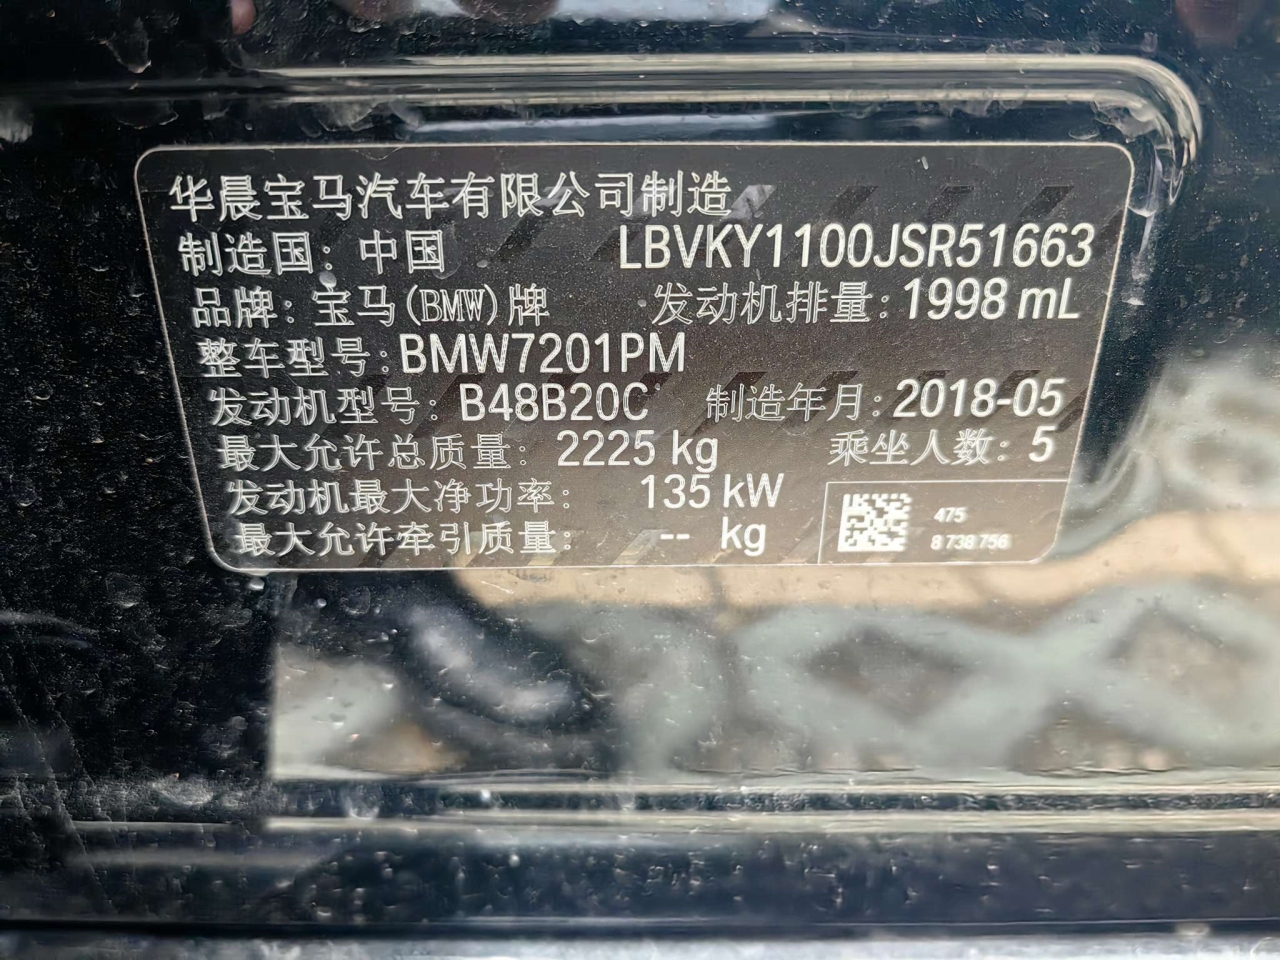 华晨宝马汽车有限公司制造
制造国：中国 LBVKY1100JSR51663
品牌：宝马(BMW)牌 发动机排量：1998 mL
整车型号：BMW7201PM
发动机型号：B48B20C 制造年月：2018-05
最大允许总质量：2225 kg 乘坐人数：5
发动机最大净功率：135 kW
最大允许牵引质量：-- kg
475
8 738 756